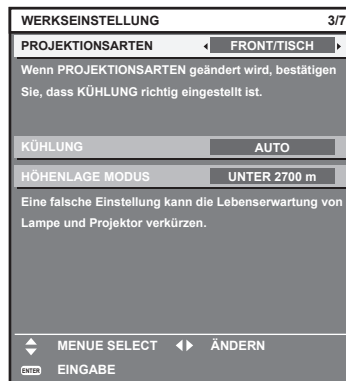 WERKSEINSTELLUNG 3/7
PROJEKTIONSARTEN FRONT/TISCH
Wenn PROJEKTIONSARTEN geändert wird, bestätigen
Sie, dass KÜHLUNG richtig eingestellt ist.
KÜHLUNG AUTO
HÖHENLAGE MODUS UNTER 2700 m
Eine falsche Einstellung kann die Lebenserwartung von
Lampe und Projektor verkürzen.
MENUE SELECT ÄNDERN
ENTER EINGABE